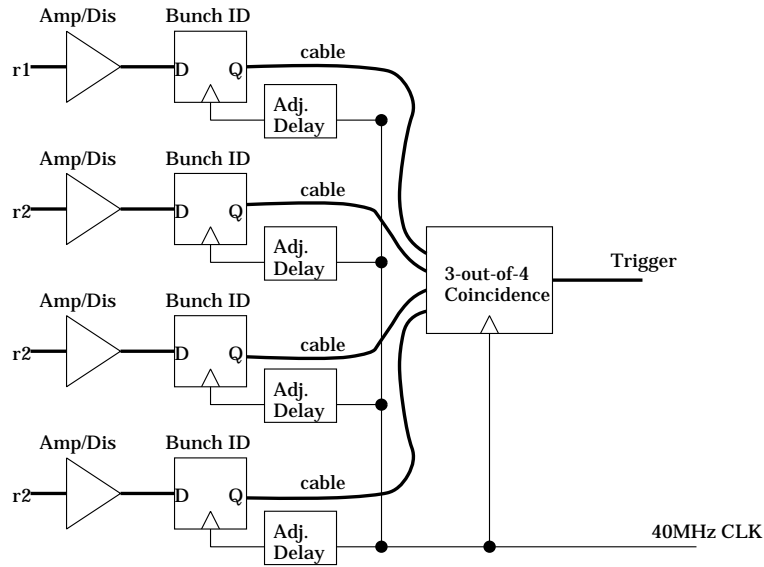 Amp/Dis
Bunch ID
cable
r1
D
Q
Adj.
Delay
Amp/Dis
Bunch ID
cable
r2
D
Q
Adj.
Delay
3-out-of-4
Coincidence
Trigger
Amp/Dis
Bunch ID
cable
r2
D
Q
Adj.
Delay
Amp/Dis
Bunch ID
cable
r2
D
Q
Adj.
Delay
40MHz CLK